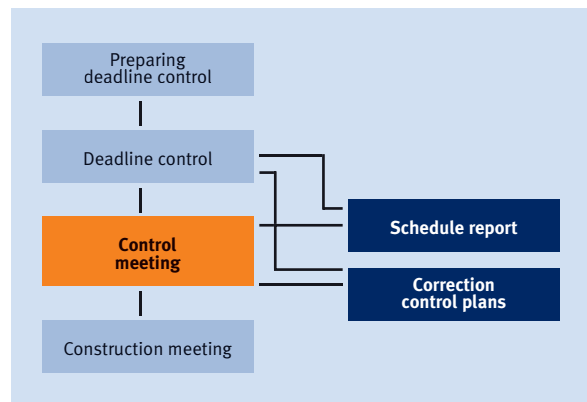 Preparing
deadline control
Deadline control
Control
meeting
Construction meeting
Schedule report
Correction
control plans